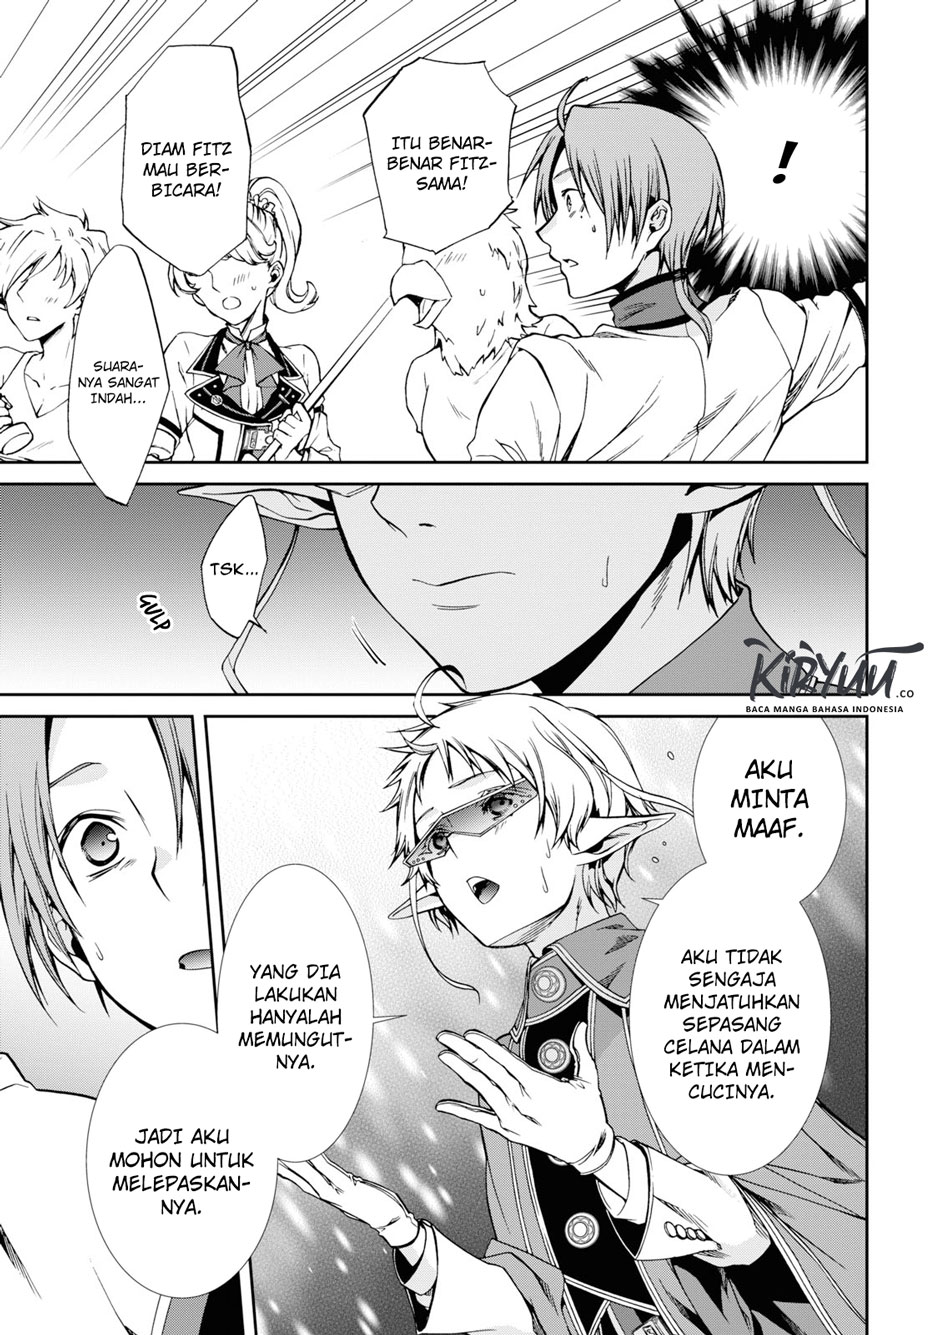 !
ITU BENAR-
BENAR FITZ-
SAMA!
DIAM FITZ
MAU BER-
BICARA!
SUARA-
NYA SANGAT
INDAH...
TSK...
GULP
KIRYUU.CO
BACA MANGA BAHASA INDONESIA
AKU
MINTA
MAAF.
AKU TIDAK
SENGAJA
MENJATUHKAN
SEPASANG
CELANA DALAM
KETIKA MEN-
CUCINYA.
YANG DIA
LAKUKAN
HANYALAH
MEMUNGUT-
NYA.
JADI AKU
MOHON UNTUK
MELEPASKAN-
NYA.